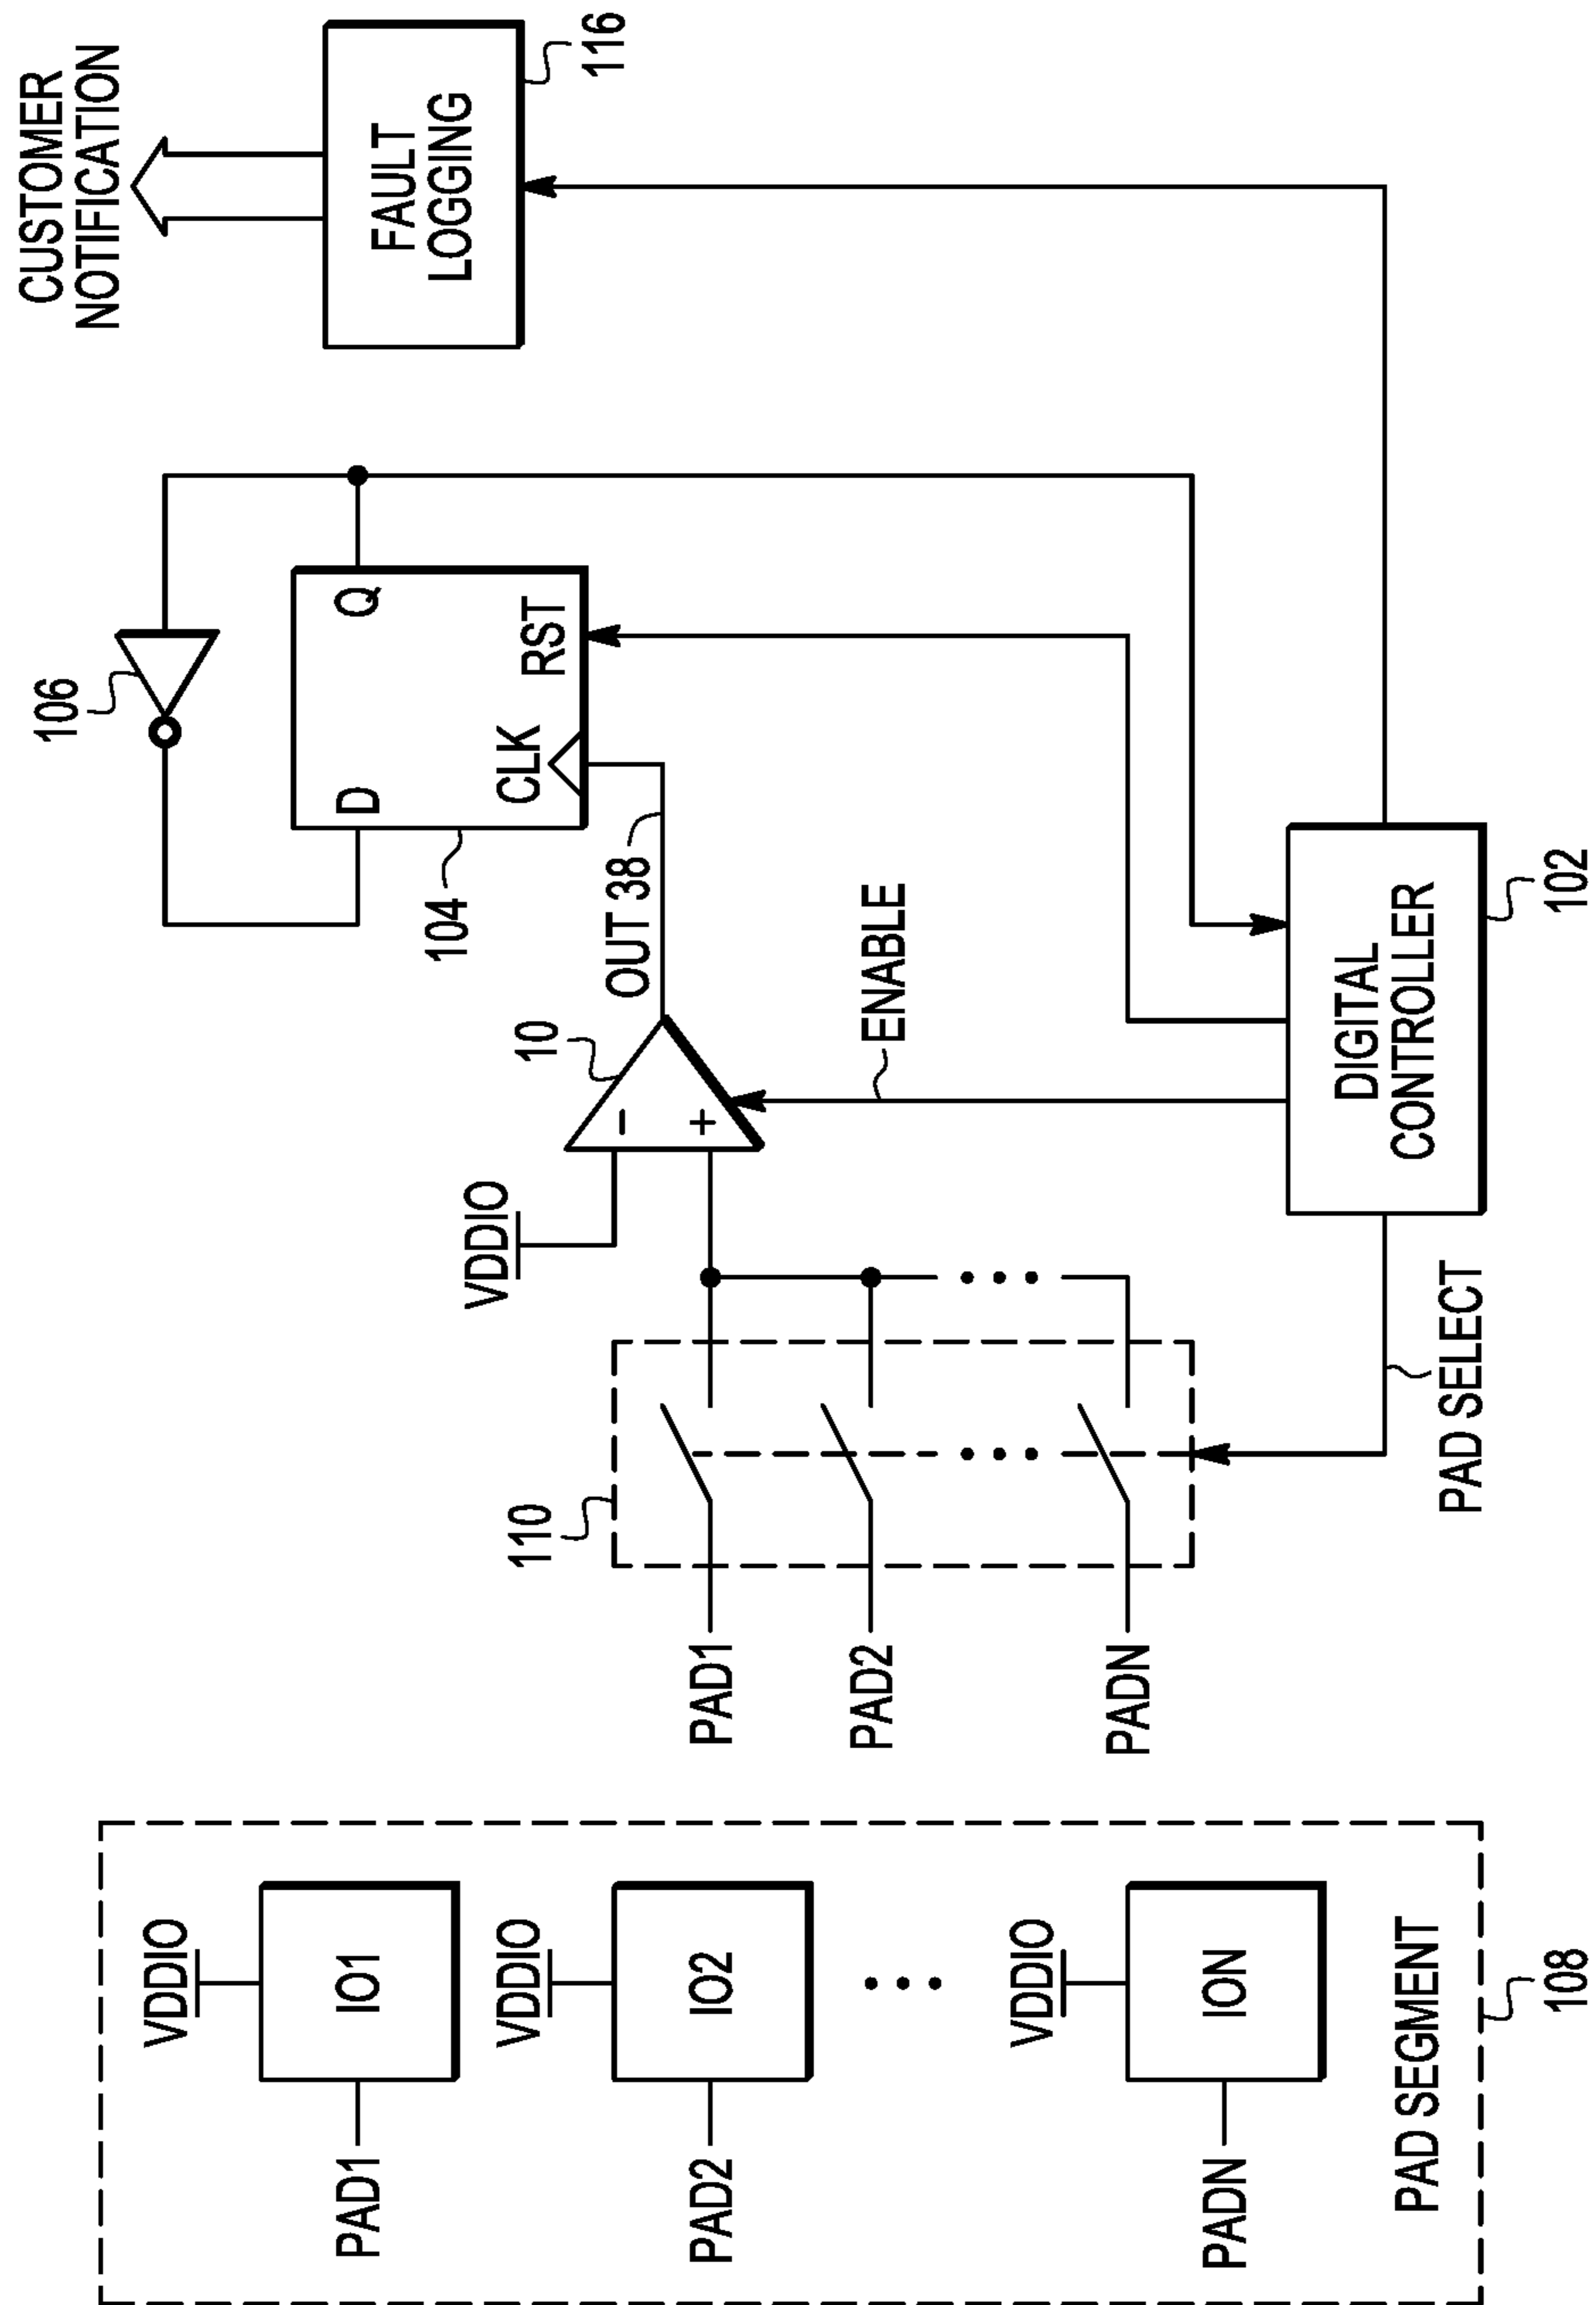 VDDIO
IO1
PAD1
VDDIO
IO2
PAD2
VDDIO
ION
PADN
PAD SEGMENT
108
110
PAD1
PAD2
PADN
PAD SELECT
VDDIO
10
-
+
OUT 38
ENABLE
DIGITAL
CONTROLLER
102
106
104
D
Q
CLK
RST
CUSTOMER
NOTIFICATION
FAULT
LOGGING
116